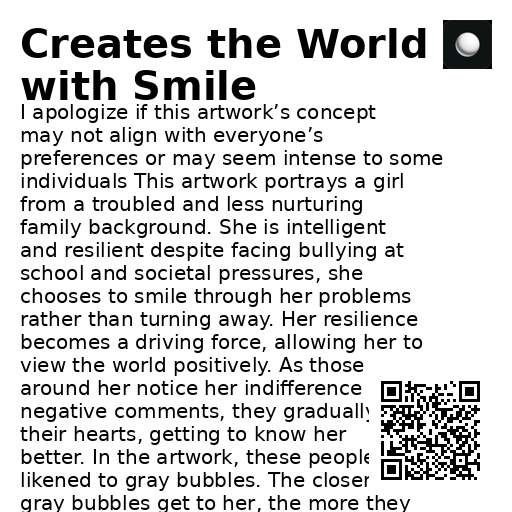 Creates the World
with Smile
I apologize if this artwork’s concept
may not align with everyone’s
preferences or may seem intense to some
individuals This artwork portrays a girl
from a troubled and less nurturing
family background. She is intelligent
and resilient despite facing bullying at
school and societal pressures, she
chooses to smile through her problems
rather than turning away. Her resilience
becomes a driving force, allowing her to
view the world positively. As those
around her notice her indifference
negative comments, they gradually
their hearts, getting to know her
better. In the artwork, these people
likened to gray bubbles. The closer
gray bubbles get to her, the more they